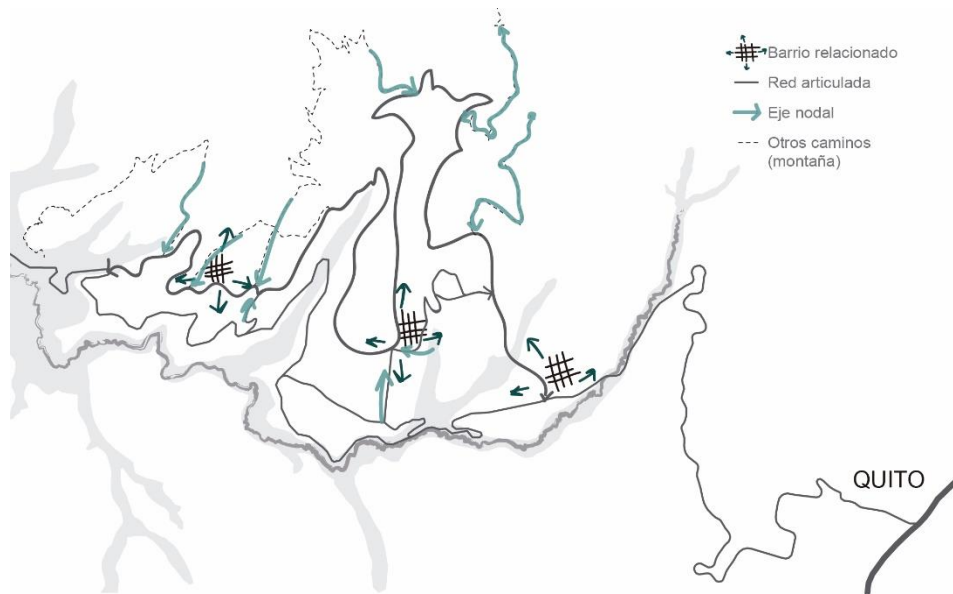 Barrio relacionado
Red articulada
Eje nodal
Otros caminos
(montaña)
QUITO